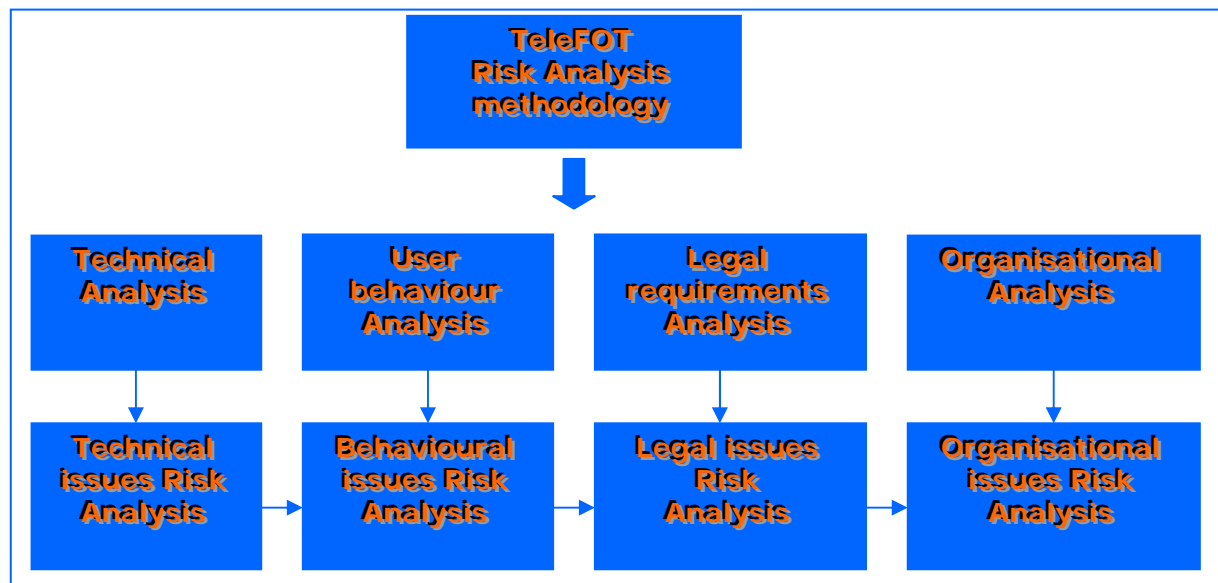 TeleFOT
Risk Analysis
methodology
Technical
Analysis
User
behaviour
Analysis
Legal
requirements
Analysis
Organisational
Analysis
Technical
issues Risk
Analysis
Behavioural
issues Risk
Analysis
Legal issues
Risk
Analysis
Organisational
issues Risk
Analysis